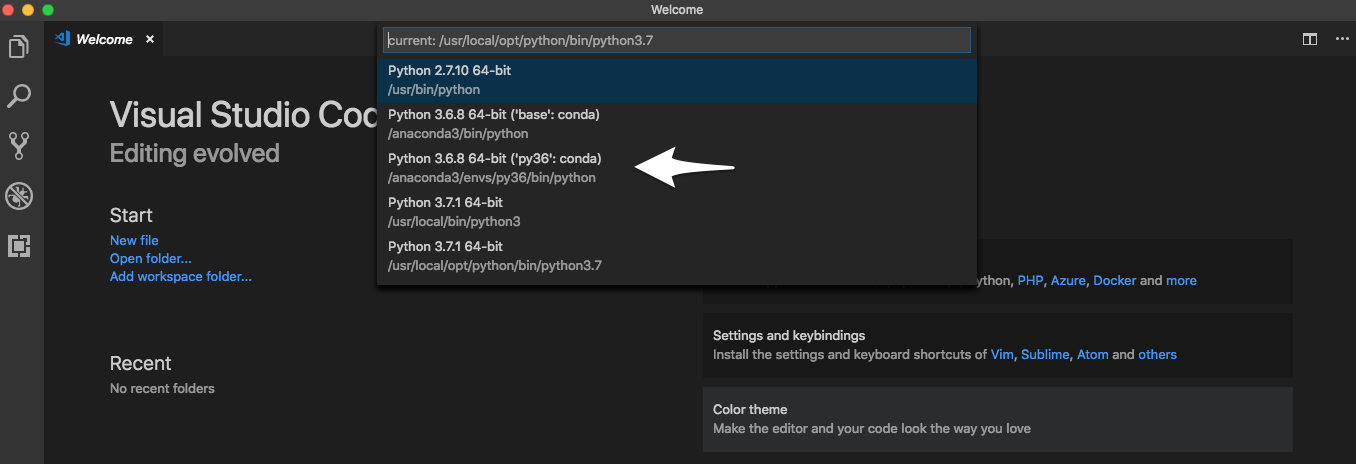 Welcome
Welcome ×
current: /usr/local/opt/python/bin/python3.7
Python 2.7.10 64-bit
/usr/bin/python
Python 3.6.8 64-bit ('base': conda)
/anaconda3/bin/python
Python 3.6.8 64-bit ('py36': conda)
/anaconda3/envs/py36/bin/python
Python 3.7.1 64-bit
/usr/local/bin/python3
Python 3.7.1 64-bit
/usr/local/opt/python/bin/python3.7
Visual Studio Co
Editing evolved
Start
New file
Open folder...
Add workspace folder...
Recent
No recent folders
ython, PHP, Azure, Docker and more
Settings and keybindings
Install the settings and keyboard shortcuts of Vim, Sublime, Atom and others
Color theme
Make the editor and your code look the way you love